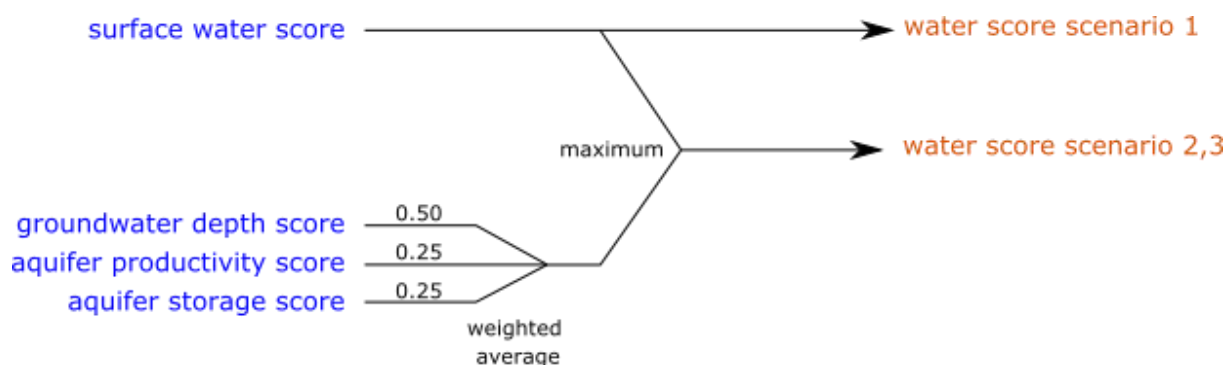 surface water score
water score scenario 1
maximum
water score scenario 2,3
groundwater depth score
0.50
aquifer productivity score
0.25
aquifer storage score
0.25
weighted
average